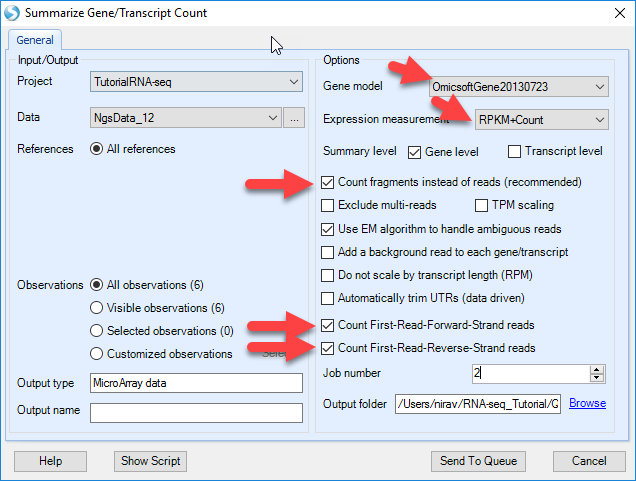 Summarize Gene/Transcript Count
General
Input/Output
Project TutorialRNA-seq
Data NgsData_12 ...
References All references
Observations All observations (6)
Visible observations (6)
Selected observations (0)
Customized observations
Output type MicroArray data
Output name
Options
Gene model OmicsoftGene20130723
Expression measurement RPKM+Count
Summary level Gene level Transcript level
Count fragments instead of reads (recommended)
Exclude multi-reads TPM scaling
Use EM algorithm to handle ambiguous reads
Add a background read to each gene/transcript
Do not scale by transcript length (RPM)
Automatically trim UTRs (data driven)
Count First-Read-Forward-Strand reads
Count First-Read-Reverse-Strand reads
Job number 2
Output folder /Users/nirav/RNA-seq_Tutorial/Q Browse
Help Show Script Send To Queue Cancel